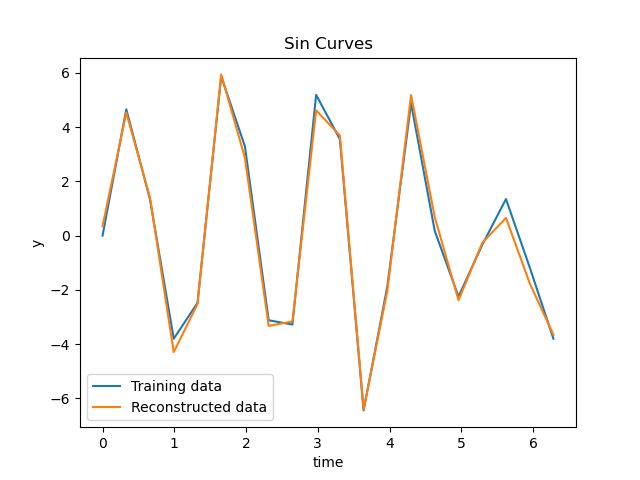 Sin Curves
6
4
2
0
−2
−4
−6
y
Training data
Reconstructed data
0 1 2 3 4 5 6
time